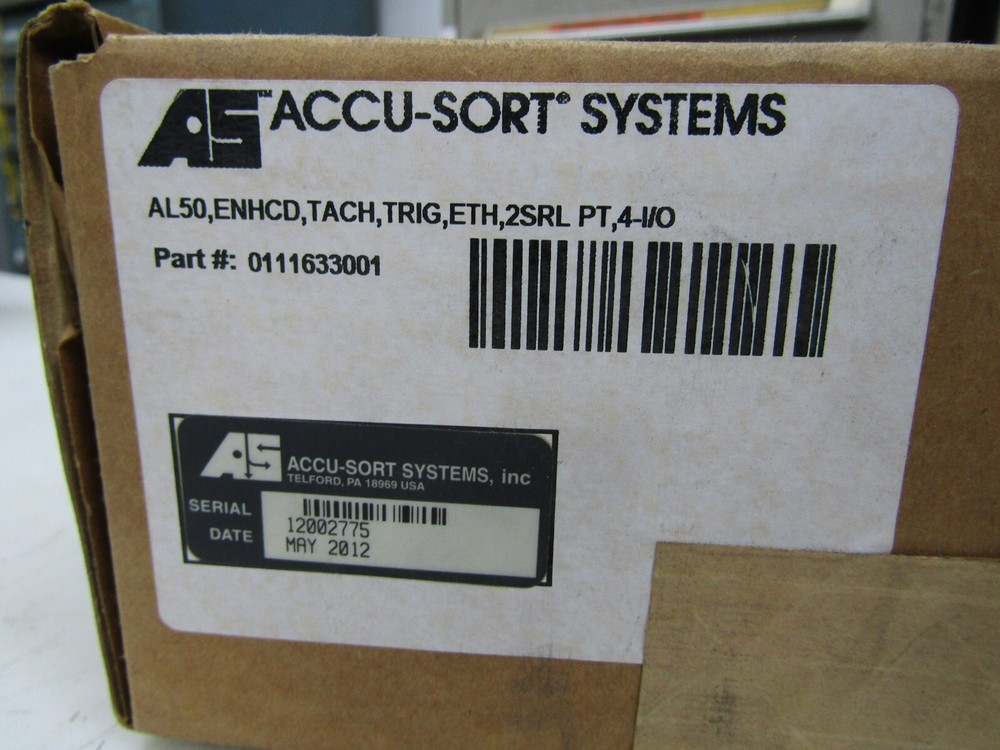 AS™ ACCU-SORT® SYSTEMS
AL50,ENHCD,TACH,TRIG,ETH,2SRL PT,4-I/O
Part #: 0111633001
AS ACCU-SORT SYSTEMS, inc
TELFORD, PA 18969 USA
SERIAL 12002775
DATE MAY 2012